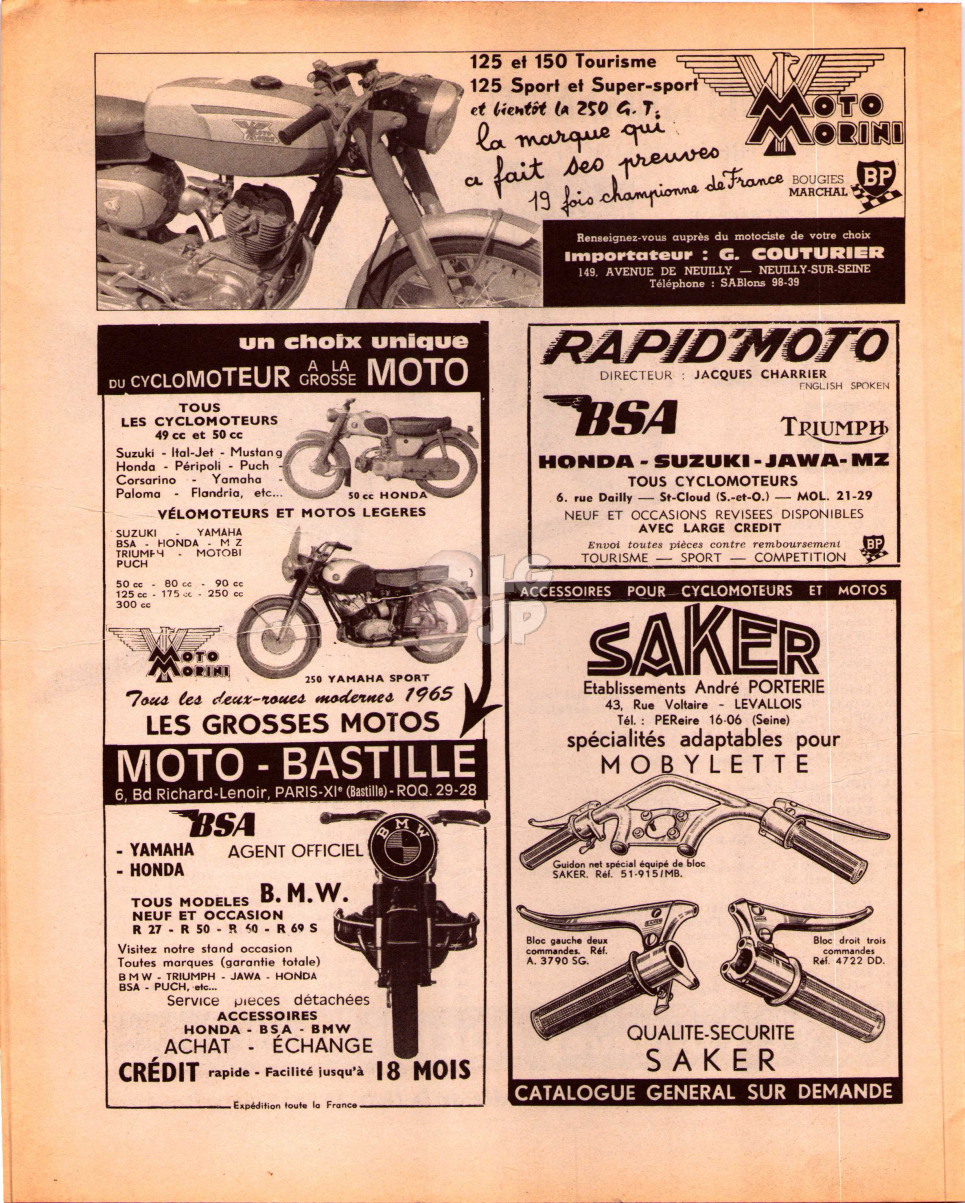 125 et 150 Tourisme
125 Sport et Super-sport
et bientôt la 250 G. T.
la marque qui
a fait ses preuves
19 fois championne de France
MOTO
MORINI
BOUGIES
MARCHAL
BP
Renseignez-vous auprès du motociste de votre choix
Importateur : G. COUTURIER
149, AVENUE DE NEUILLY — NEUILLY-SUR-SEINE
Téléphone : SABlons 98-39
un choix unique
DU CYCLOMOTEUR A LA GROSSE MOTO
TOUS
LES CYCLOMOTEURS
49 cc et 50 cc
Suzuki - Ital-Jet - Mustang
Honda - Péripoli - Puch -
Corsarino - Yamaha -
Paloma - Flandria, etc...
50 cc HONDA
VÉLOMOTEURS ET MOTOS LEGERES
SUZUKI - YAMAHA
BSA - HONDA - M Z
TRIUMPH - MOTOBI
PUCH
50 cc - 80 cc - 90 cc
125 cc - 175 cc - 250 cc
300 cc
MOTO
MORINI
250 YAMAHA SPORT
Tous les deux-roues modernes 1965
LES GROSSES MOTOS
MOTO - BASTILLE
6, Bd Richard-Lenoir, PARIS-XIe (Bastille) - ROQ. 29-28
BSA
- YAMAHA
AGENT OFFICIEL
- HONDA
BMW
TOUS MODELES B.M.W.
NEUF ET OCCASION
R 27 - R 50 - R 60 - R 69 S
Visitez notre stand occasion
Toutes marques (garantie totale)
BMW - TRIUMPH - JAWA - HONDA
BSA - PUCH, etc...
Service pieces détachées
ACCESSOIRES
HONDA - BSA - BMW
ACHAT - ÉCHANGE
CRÉDIT rapide - Facilité jusqu'à 18 MOIS
Expédition toute la France
RAPID'MOTO
DIRECTEUR : JACQUES CHARRIER
ENGLISH SPOKEN
BSA
TRIUMPH
HONDA - SUZUKI - JAWA - MZ
TOUS CYCLOMOTEURS
6. rue Dailly — St-Cloud (S.-et-O.) — MOL. 21-29
NEUF ET OCCASIONS REVISEES DISPONIBLES
AVEC LARGE CREDIT
Envoi toutes pièces contre remboursement
TOURISME — SPORT — COMPETITION
BP
BIG
JP
ACCESSOIRES POUR CYCLOMOTEURS ET MOTOS
SAKER
Etablissements André PORTERIE
43, Rue Voltaire - LEVALLOIS
Tél. : PEReire 16-06 (Seine)
spécialités adaptables pour
MOBYLETTE
Guidon net spécial équipé de bloc
SAKER. Réf. 51-915/MB.
Bloc gauche deux
commandes. Réf.
A. 3790 SG.
SAKER
Bloc droit trois
commandes
Réf. 4722 DD.
QUALITE-SECURITE
SAKER
CATALOGUE GENERAL SUR DEMANDE